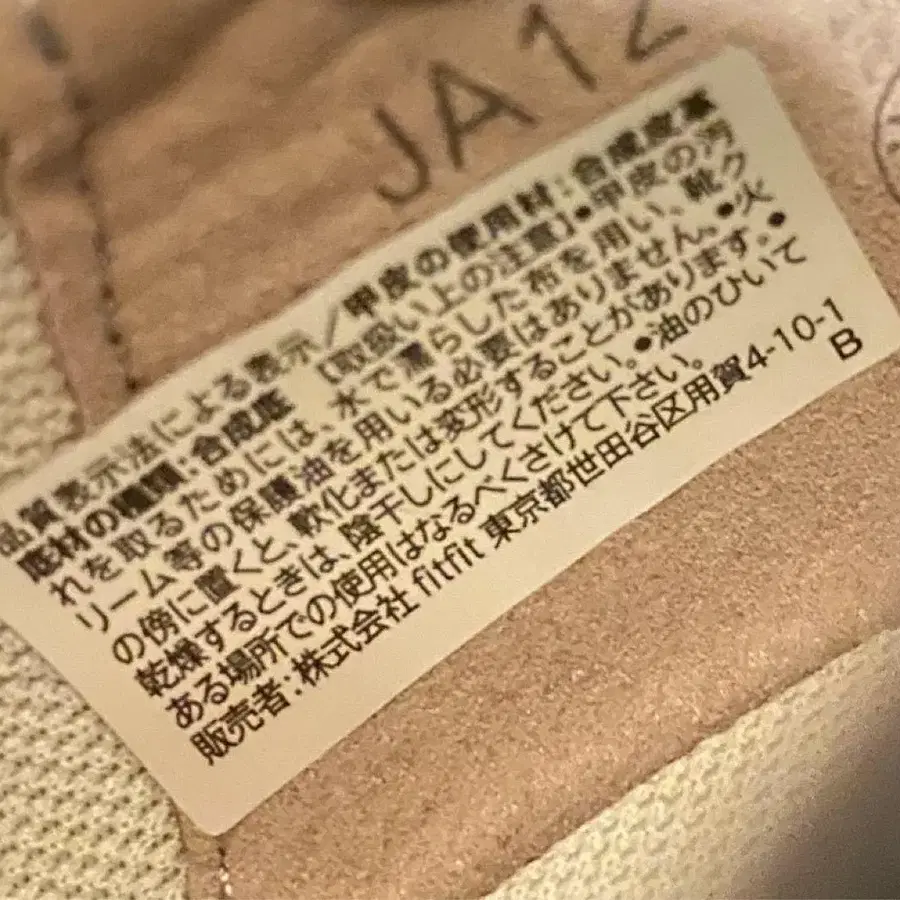 JA12
品質表示法による表示／甲皮の使用材：合成皮革
底材の種類：合成底 【取扱い上の注意】●甲皮の汚
れを取るためには、水で濡らした布を用い、靴ク
リーム等の保護油を用いる必要はありません。●火
の傍に置くと、軟化または変形することがあります。●
乾燥するときは、陰干しにしてください。●油のひいて
ある場所での使用はなるべくさけて下さい。
販売者：株式会社 fitfit 東京都世田谷区用賀4-10-1
B